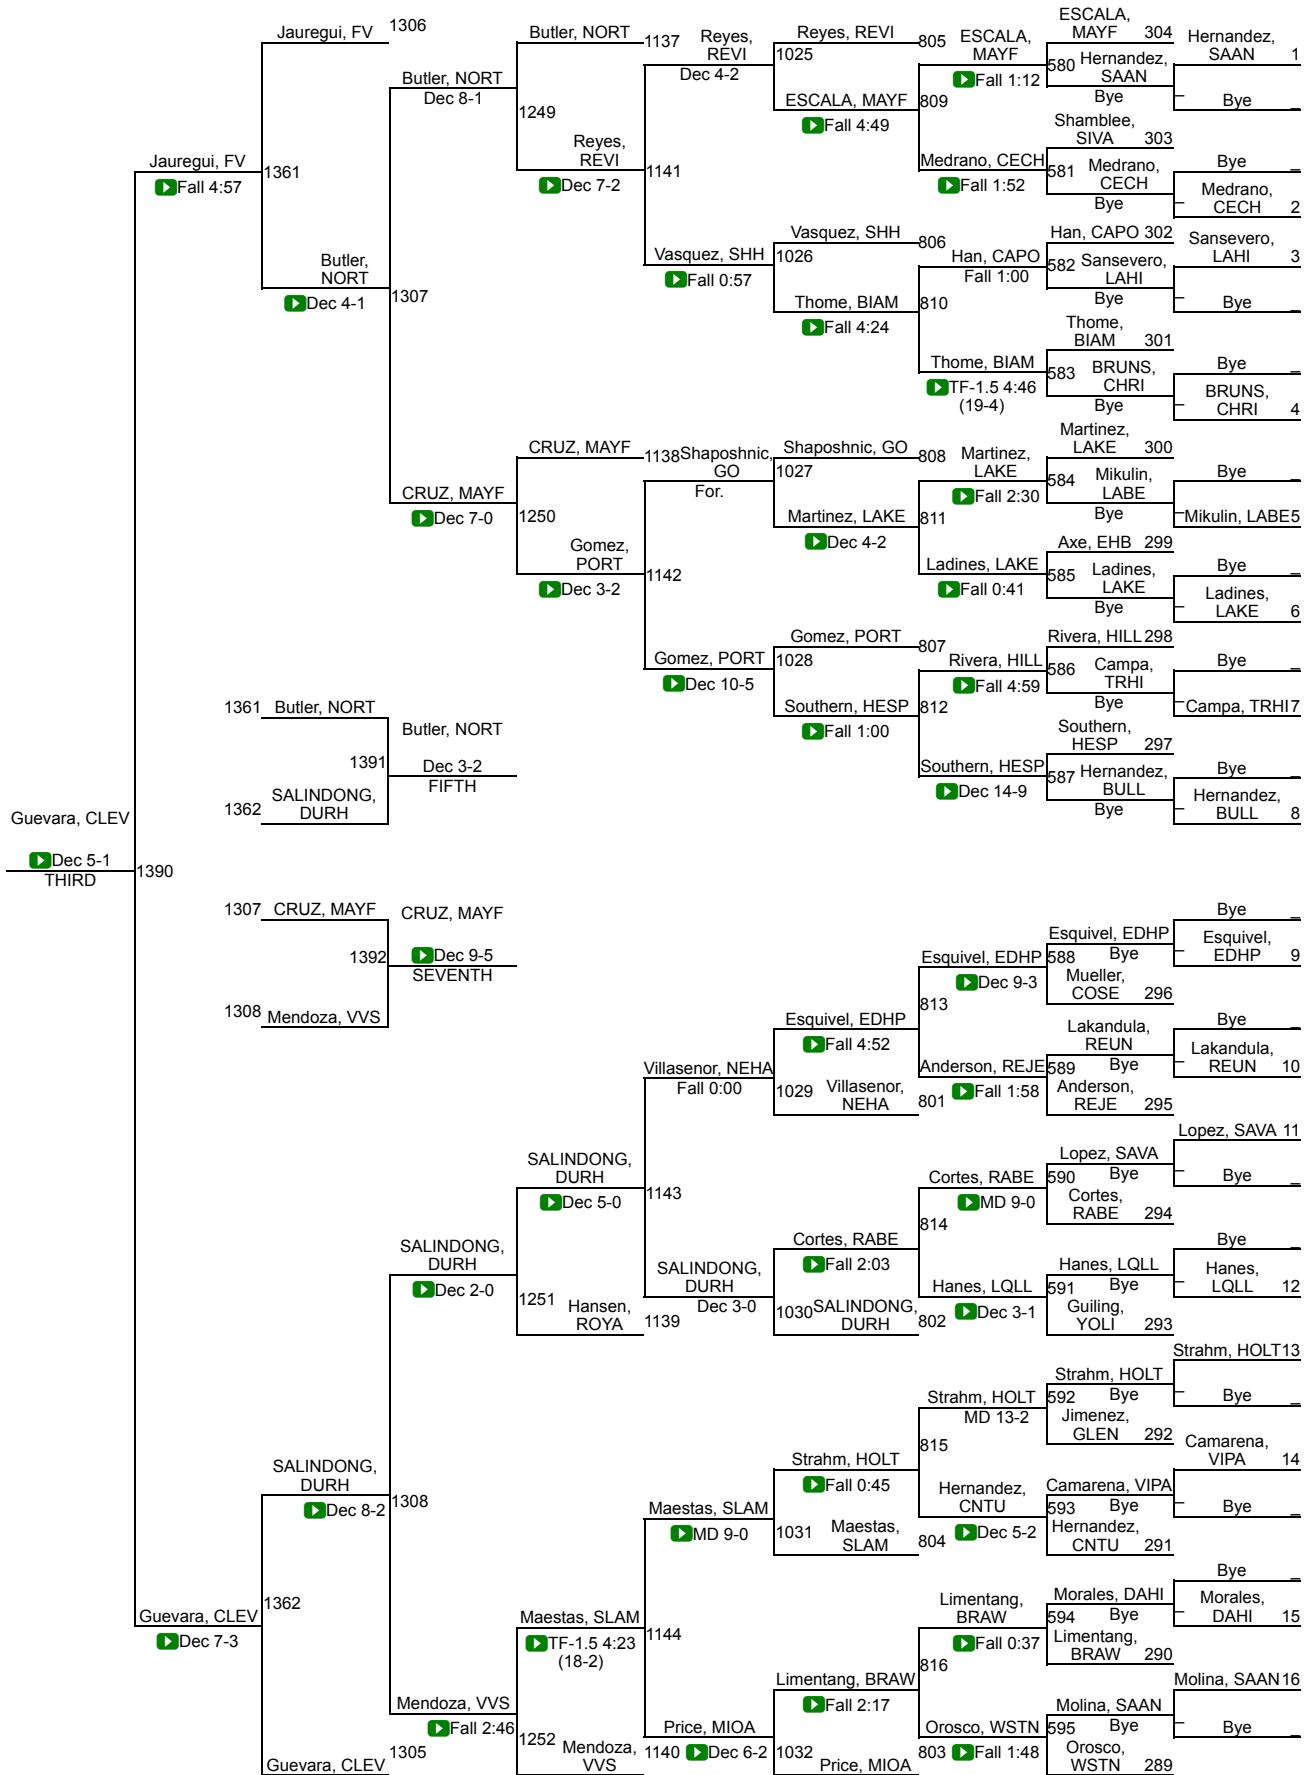 Jauregui, FV
1306
Jauregui, FV
Fall 4:57
1361
Butler,
NORT
Dec 4-1
Butler, NORT
Dec 8-1
1307
CRUZ, MAYF
Dec 7-0
Butler, NORT
1137
1249
Reyes,
REVI
Dec 7-2
CRUZ, MAYF
1138
1250
Gomez,
PORT
Dec 3-2
Reyes,
REVI
Dec 4-2
1141
Vasquez, SHH
Fall 0:57
Shaposhnic,
GO
For.
1142
Gomez, PORT
Dec 10-5
Reyes, REVI
805
1025
ESCALA, MAYF
Fall 4:49
Vasquez, SHH
806
1026
Thome, BIAM
Fall 4:24
Shaposhnic, GO
808
1027
Martinez, LAKE
Dec 4-2
Gomez, PORT
807
1028
Southern, HESP
Fall 1:00
ESCALA,
MAYF
Fall 1:12
809
Medrano, CECH
Fall 1:52
Han, CAPO
Fall 1:00
810
Thome, BIAM
TF-1.5 4:46
(19-4)
Martinez,
LAKE
Fall 2:30
811
Ladines, LAKE
Fall 0:41
Rivera, HILL
Fall 4:59
812
Southern, HESP
Dec 14-9
ESCALA,
MAYF 304
580 Hernandez,
SAAN
Bye
Shamblee,
SIVA 303
581 Medrano,
CECH
Bye
Han, CAPO 302
582 Sansevero,
LAHI
Bye
Thome,
BIAM 301
583 BRUNS,
CHRI
Bye
Martinez,
LAKE 300
584 Mikulin,
LABE
Bye
Axe, EHB 299
585 Ladines,
LAKE
Bye
Rivera, HILL 298
586 Campa,
TRHI
Bye
Southern,
HESP 297
587 Hernandez,
BULL
Bye
Hernandez,
SAAN 1
_ Bye _
Bye _
Medrano,
_ CECH 2
Sansevero,
LAHI 3
_ Bye _
Bye _
BRUNS,
_ CHRI 4
Bye _
_ Mikulin, LABE 5
Bye _
Ladines,
_ LAKE 6
Bye _
_ Campa, TRHI 7
Bye _
Hernandez,
_ BULL 8
1361 Butler, NORT
Butler, NORT
1391
Dec 3-2
FIFTH
1362 SALINDONG,
DURH
Guevara, CLEV
Dec 5-1
THIRD
1390
1307 CRUZ, MAYF
CRUZ, MAYF
1392
Dec 9-5
SEVENTH
1308 Mendoza, VVS
SALINDONG,
DURH
Dec 8-2
1362
Guevara, CLEV
Dec 7-3
Guevara, CLEV
1305
SALINDONG,
DURH
Dec 2-0
1308
Mendoza, VVS
Fall 2:46
SALINDONG,
DURH
Dec 5-0
1251 Hansen,
ROYA
1139
Maestas, SLAM
TF-1.5 4:23
(18-2)
1252 Mendoza,
VVS
1140
Villasenor, NEHA
Fall 0:00
1143
SALINDONG,
DURH
Dec 3-0
Maestas, SLAM
MD 9-0
1144
Price, MIOA
Dec 6-2
Esquivel, EDHP
Fall 4:52
1029 Villasenor,
NEHA
801
Cortes, RABE
Fall 2:03
1030 SALINDONG,
DURH
802
Strahm, HOLT
Fall 0:45
1031 Maestas,
SLAM
804
Limentang, BRAW
Fall 2:17
1032
Price, MIOA
803
Esquivel, EDHP
Dec 9-3
813
Anderson, REJE
Fall 1:58
Cortes, RABE
MD 9-0
814
Hanes, LQLL
Dec 3-1
Strahm, HOLT
MD 13-2
815
Hernandez,
CNTU
Dec 5-2
Limentang,
BRAW
Fall 0:37
816
Orosco, WSTN
Fall 1:48
Esquivel, EDHP
588 Bye
Mueller,
COSE 296
Lakandula,
REUN
589 Bye
Anderson,
REJE 295
Lopez, SAVA
590 Bye
Cortes,
RABE 294
Hanes, LQLL
591 Bye
Guiling,
YOLI 293
Strahm, HOLT
592 Bye
Jimenez,
GLEN 292
Camarena, VIPA
593 Bye
Hernandez,
CNTU 291
Morales, DAHI
594 Bye
Limentang,
BRAW 290
Molina, SAAN
595 Bye
Orosco,
WSTN 289
Bye _
Esquivel,
_ EDHP 9
Bye _
Lakandula,
_ REUN 10
Lopez, SAVA 11
_ Bye _
Bye _
Hanes,
_ LQLL 12
Strahm, HOLT 13
_ Bye _
Camarena,
VIPA 14
_ Bye _
Bye _
Morales,
_ DAHI 15
Molina, SAAN 16
_ Bye _